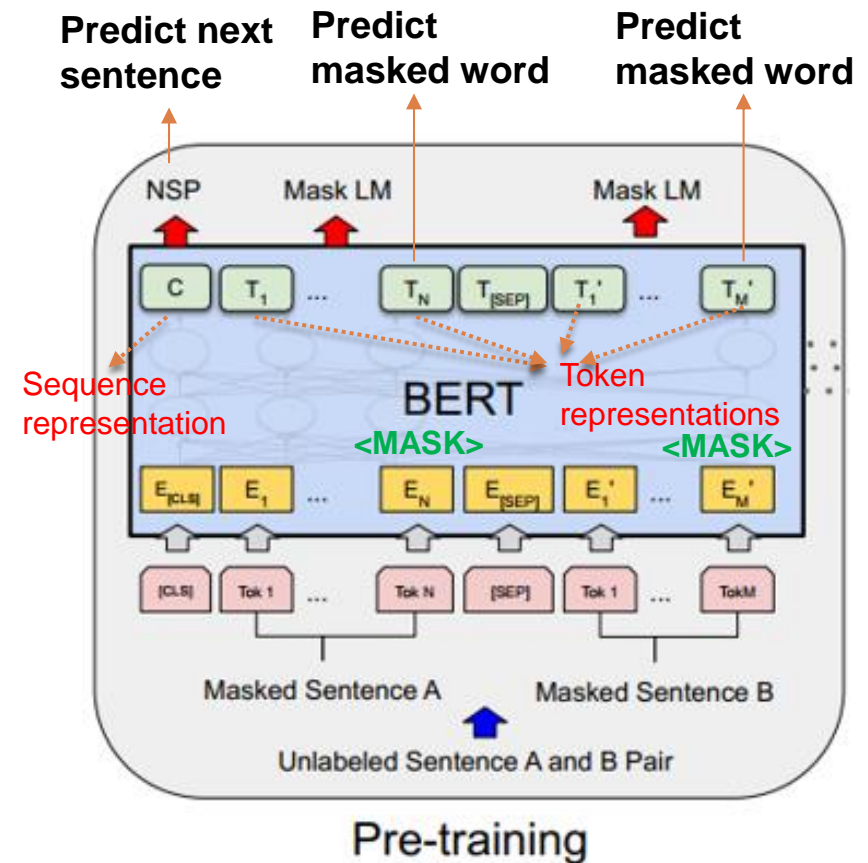 Predict next
sentence
Predict
masked word
Predict
masked word
NSP
Mask LM
Mask LM
C
T1
...
TN
T[SEP]
T1'
...
TM'
Sequence
representation
BERT
Token
representations
<MASK>
<MASK>
E[CLS]
E1
...
EN
E[SEP]
E1'
...
EM'
[CLS]
Tok 1
...
Tok N
[SEP]
Tok 1
...
TokM
Masked Sentence A
Masked Sentence B
Unlabeled Sentence A and B Pair
Pre-training